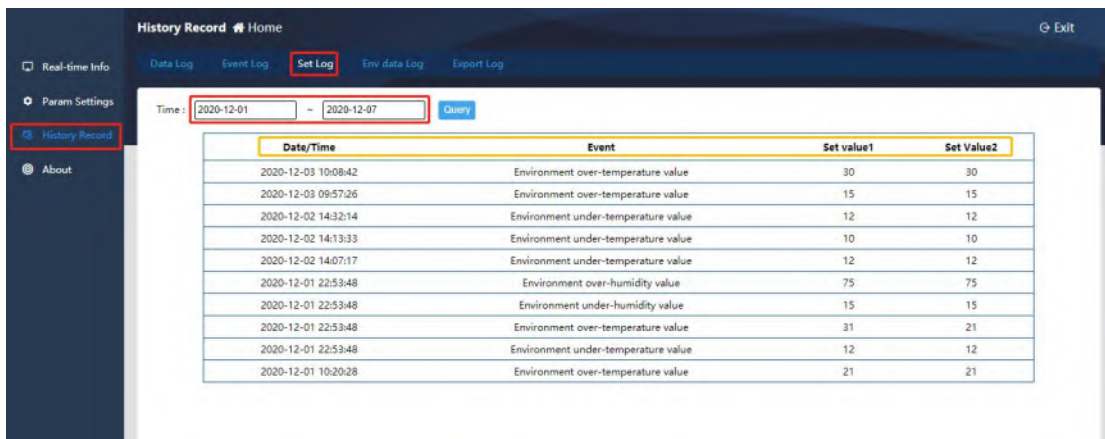 History Record Home Exit
Real-time Info
Param Settings
History Record
About
Data Log Event Log Set Log Env data Log Export Log
Time : 2020-12-01 ~ 2020-12-07 Query
Date/Time Event Set value1 Set Value2
2020-12-03 10:08:42 Environment over-temperature value 30 30
2020-12-03 09:57:26 Environment over-temperature value 15 15
2020-12-02 14:32:14 Environment under-temperature value 12 12
2020-12-02 14:13:33 Environment under-temperature value 10 10
2020-12-02 14:07:17 Environment under-temperature value 12 12
2020-12-01 22:53:48 Environment over-humidity value 75 75
2020-12-01 22:53:48 Environment under-humidity value 15 15
2020-12-01 22:53:48 Environment over-temperature value 31 21
2020-12-01 22:53:48 Environment under-temperature value 12 12
2020-12-01 10:20:28 Environment over-temperature value 21 21